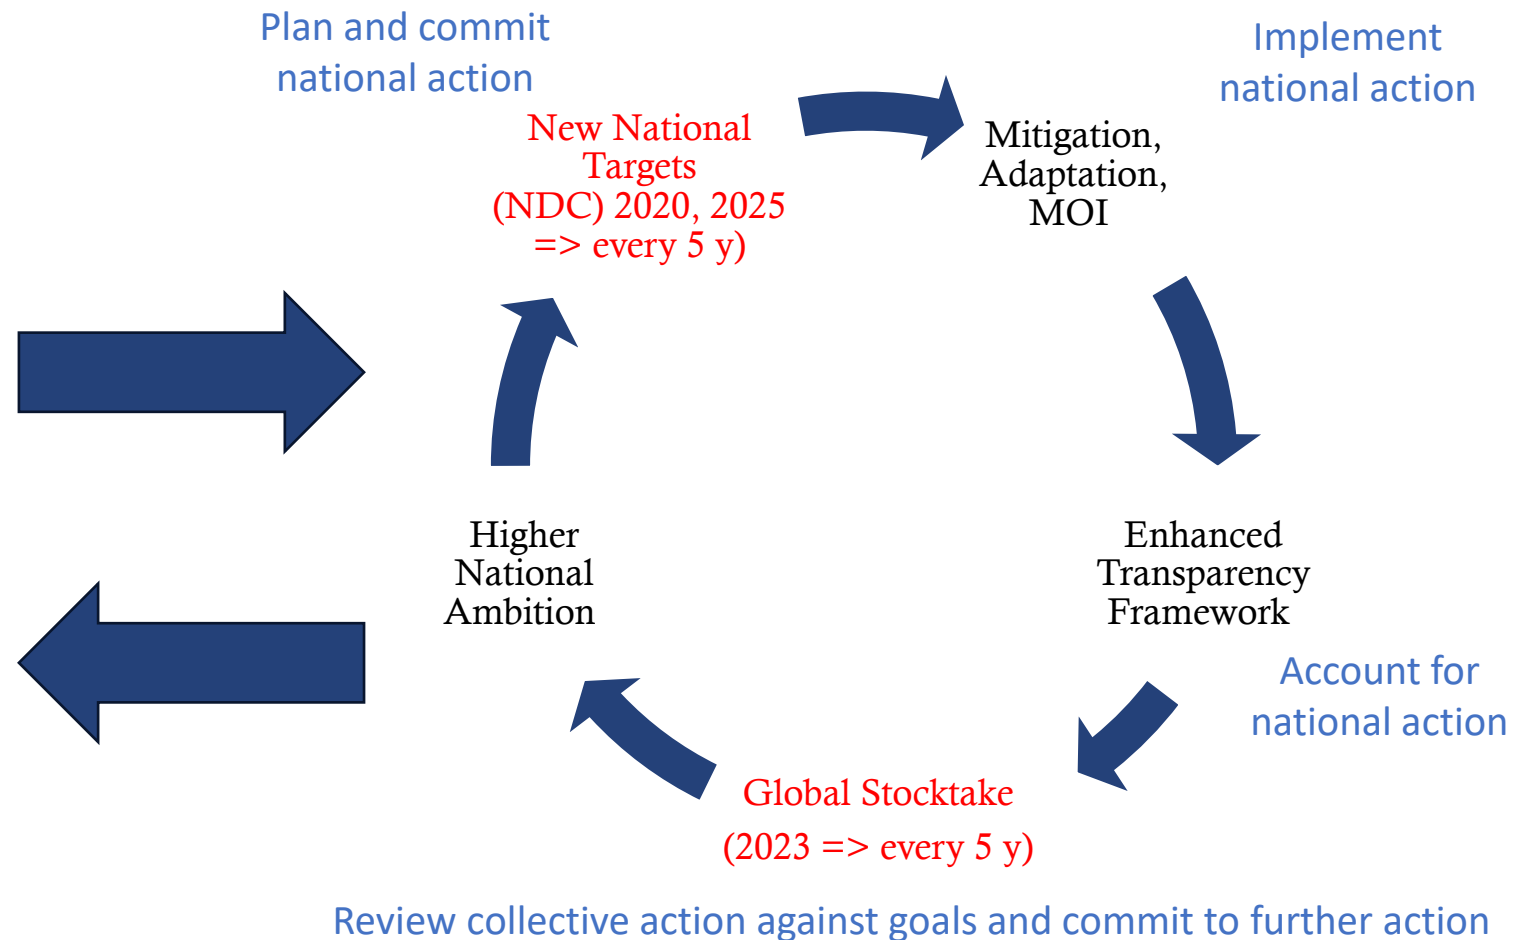 Plan and commit
national action
Implement
national action
New National
Targets
(NDC) 2020, 2025
=> every 5 y)
Mitigation,
Adaptation,
MOI
Higher
National
Ambition
Enhanced
Transparency
Framework
Account for
national action
Global Stocktake
(2023 => every 5 y)
Review collective action against goals and commit to further action